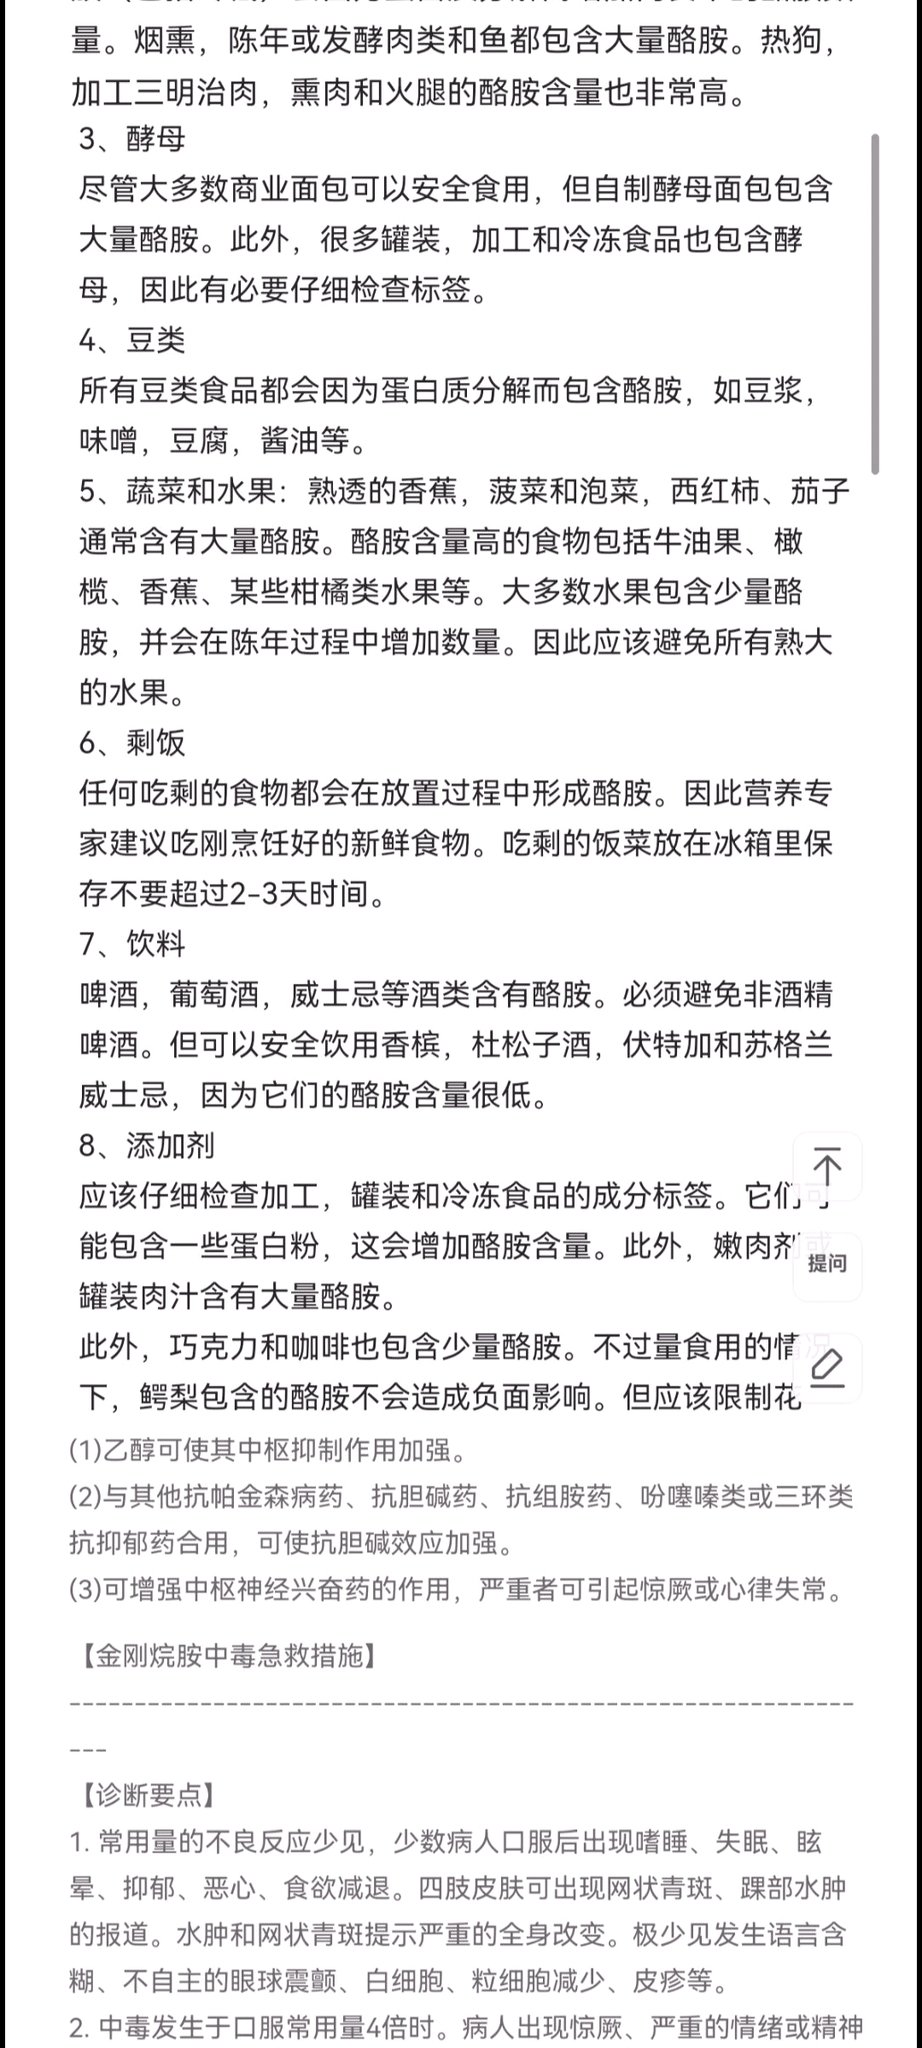 量。烟熏，陈年或发酵肉类和鱼都包含大量酪胺。热狗，
加工三明治肉，熏肉和火腿的酪胺含量也非常高。
3、酵母
尽管大多数商业面包可以安全食用，但自制酵母面包包含
大量酪胺。此外，很多罐装，加工和冷冻食品也包含酵
母，因此有必要仔细检查标签。
4、豆类
所有豆类食品都会因为蛋白质分解而包含酪胺，如豆浆，
味噌，豆腐，酱油等。
5、蔬菜和水果：熟透的香蕉，菠菜和泡菜，西红柿、茄子
通常含有大量酪胺。酪胺含量高的食物包括牛油果、橄
榄、香蕉、某些柑橘类水果等。大多数水果包含少量酪
胺，并会在陈年过程中增加数量。因此应该避免所有熟大
的水果。
6、剩饭
任何吃剩的食物都会在放置过程中形成酪胺。因此营养专
家建议吃刚烹饪好的新鲜食物。吃剩的饭菜放在冰箱里保
存不要超过2-3天时间。
7、饮料
啤酒，葡萄酒，威士忌等酒类含有酪胺。必须避免非酒精
啤酒。但可以安全饮用香槟，杜松子酒，伏特加和苏格兰
威士忌，因为它们的酪胺含量很低。
8、添加剂
应该仔细检查加工，罐装和冷冻食品的成分标签。它们可
能包含一些蛋白粉，这会增加酪胺含量。此外，嫩肉剂或
提问
罐装肉汁含有大量酪胺。
此外，巧克力和咖啡也包含少量酪胺。不过量食用的情况
下，鳄梨包含的酪胺不会造成负面影响。但应该限制花
(1)乙醇可使其中枢抑制作用加强。
(2)与其他抗帕金森病药、抗胆碱药、抗组胺药、吩噻嗪类或三环类
抗抑郁药合用，可使抗胆碱效应加强。
(3)可增强中枢神经兴奋药的作用，严重者可引起惊厥或心律失常。
【金刚烷胺中毒急救措施】
------------------------------------------------------------
---
【诊断要点】
1. 常用量的不良反应少见，少数病人口服后出现嗜睡、失眠、眩
晕、抑郁、恶心、食欲减退。四肢皮肤可出现网状青斑、踝部水肿
的报道。水肿和网状青斑提示严重的全身改变。极少见发生语言含
糊、不自主的眼球震颤、白细胞、粒细胞减少、皮疹等。
2. 中毒发生于口服常用量4倍时。病人出现惊厥、严重的情绪或精神